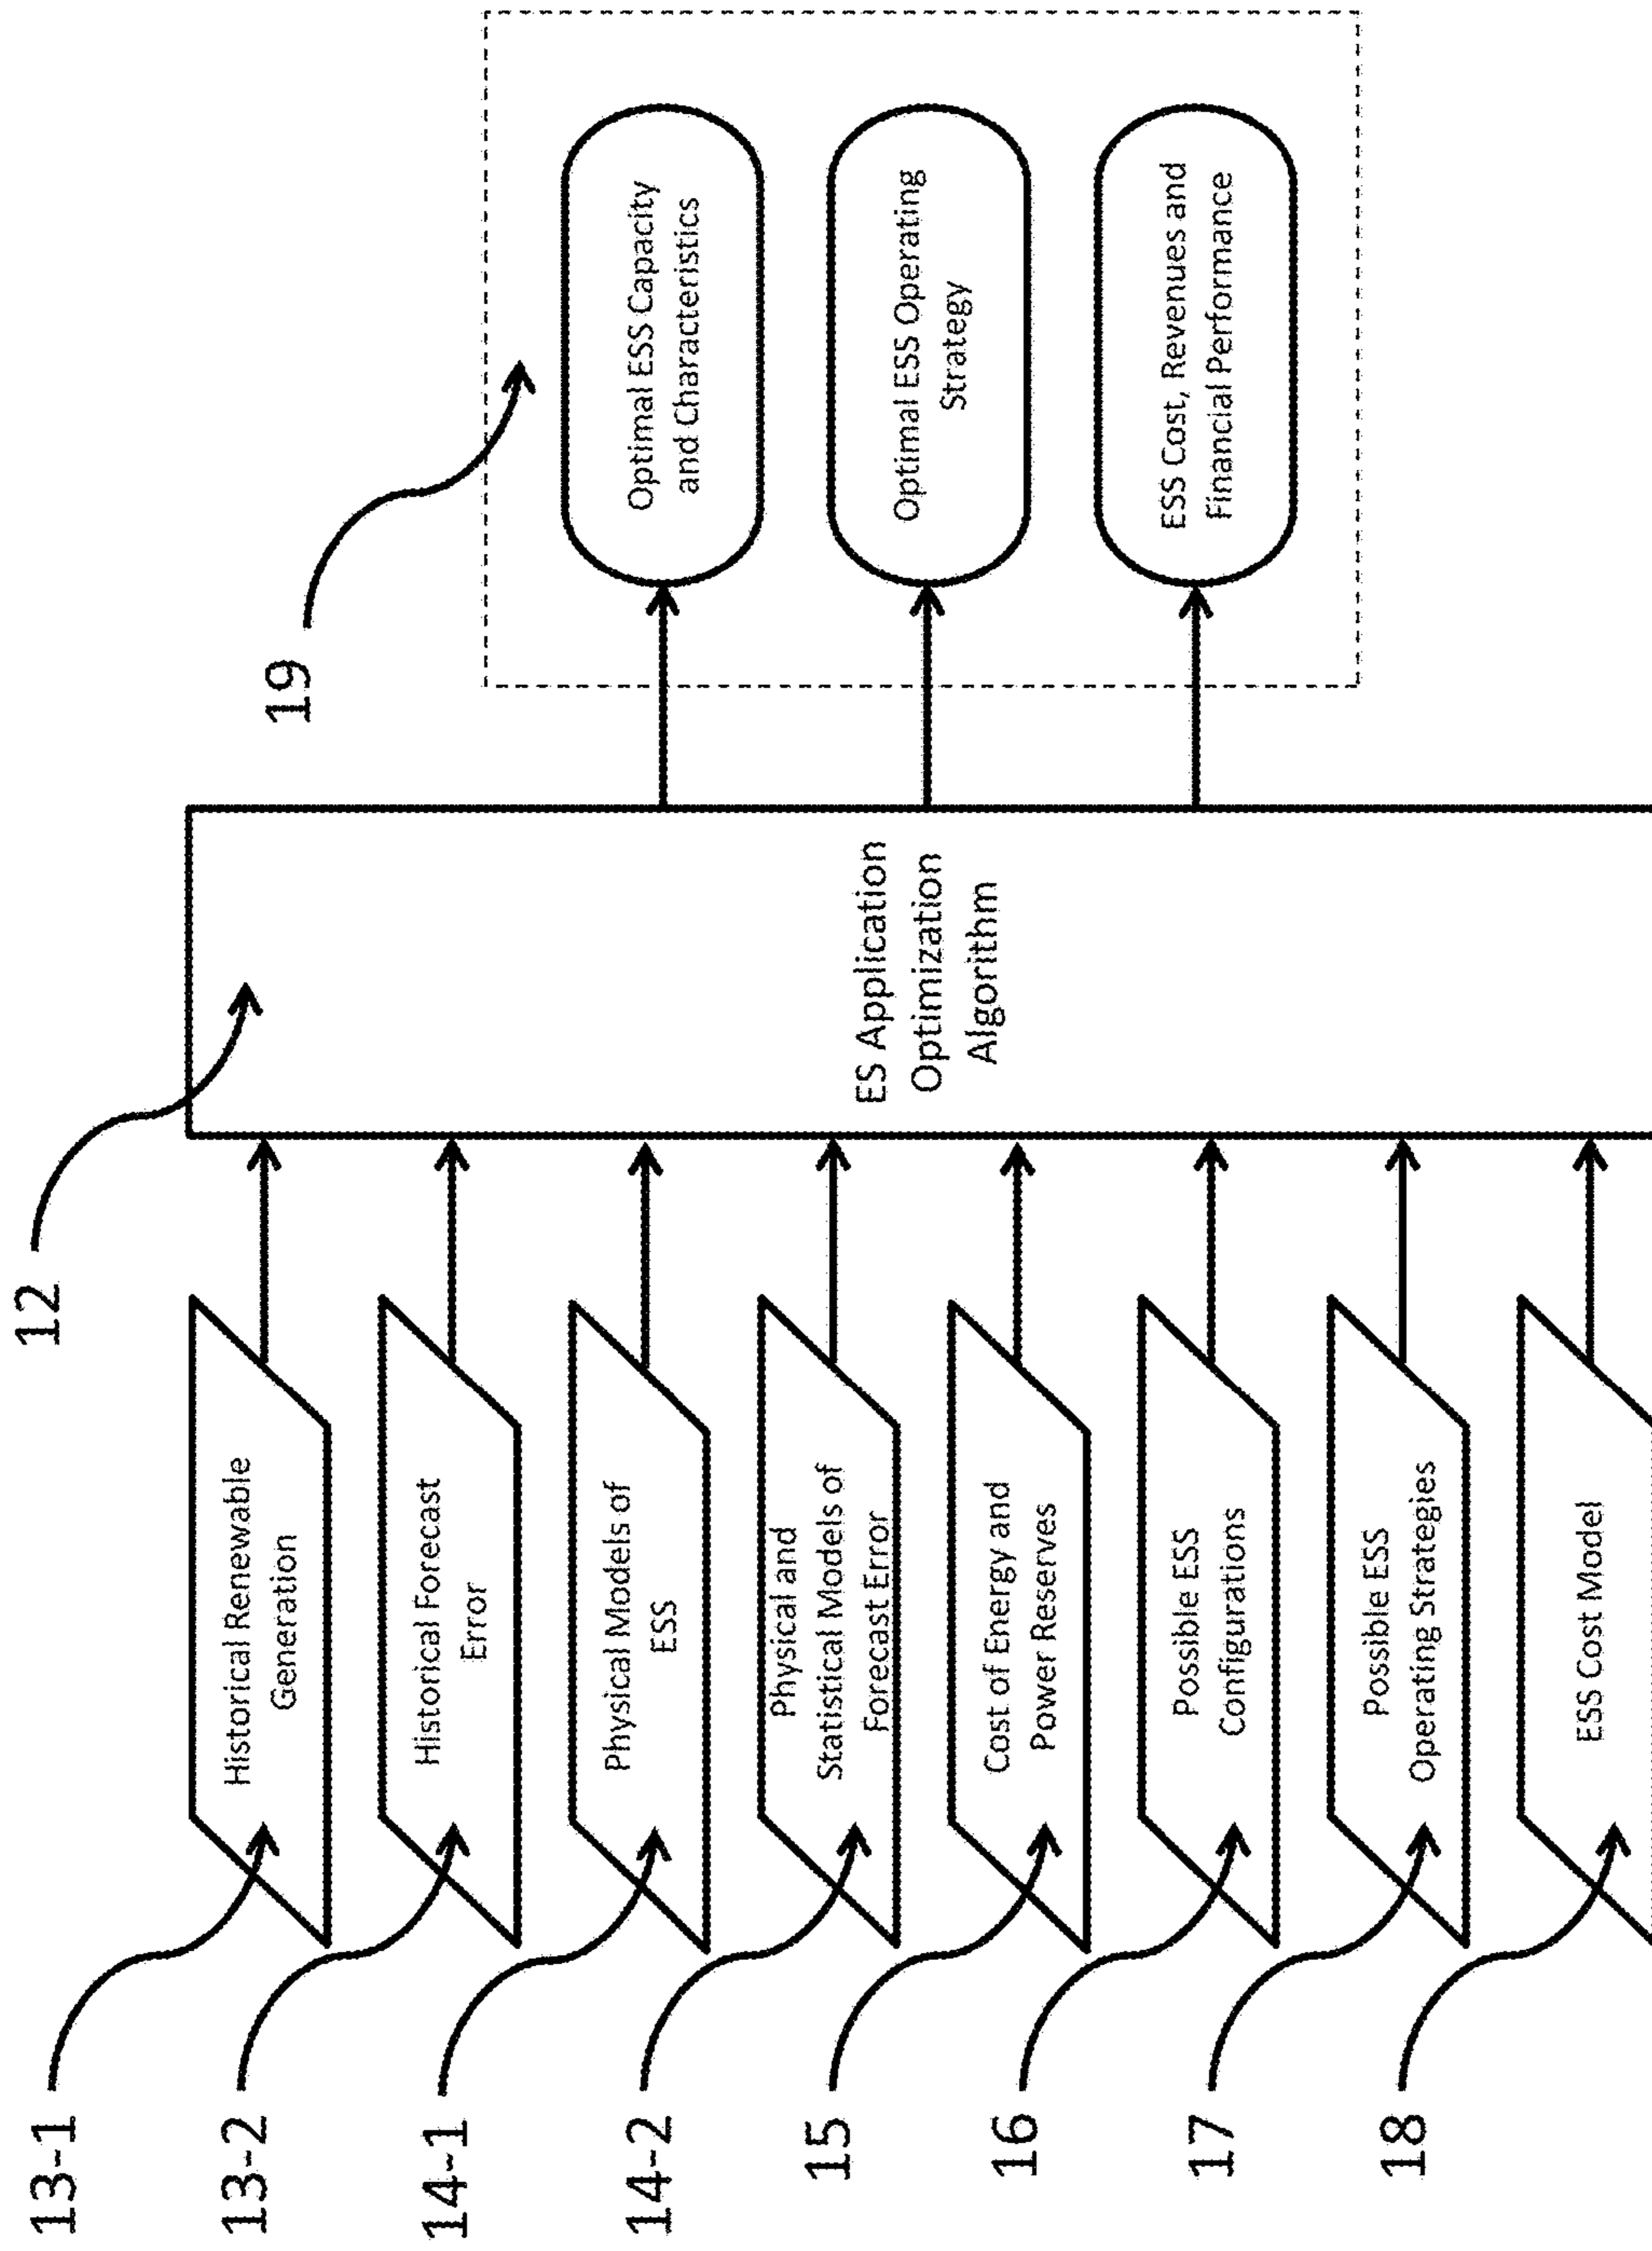 12
19
13-1
Historical Renewable
Generation
13-2
Historical Forecast
Error
14-1
Physical Models of
ESS
14-2
Physical and
Statistical Models of
Forecast Error
15
Cost of Energy and
Power Reserves
16
Possible ESS
Configurations
17
Possible ESS
Operating Strategies
18
ESS Cost Model
ES Application
Optimization
Algorithm
Optimal ESS Capacity
and Characteristics
Optimal ESS Operating
Strategy
ESS Cost, Revenues and
Financial Performance